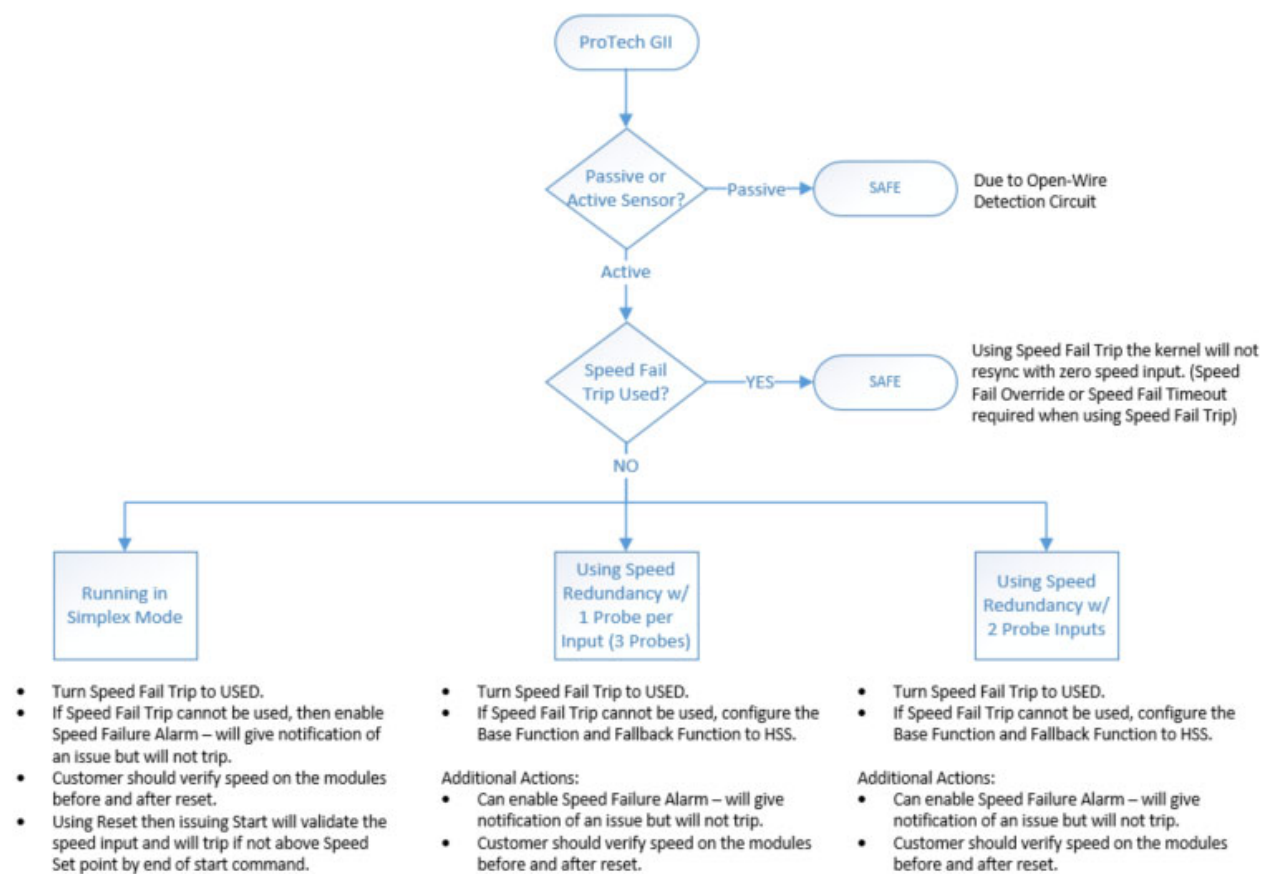 ProTech GII
Passive or
Active Sensor?
Passive
SAFE
Due to Open-Wire
Detection Circuit
Active
Speed Fail
Trip Used?
YES
SAFE
Using Speed Fail Trip the kernel will not
resync with zero speed input. (Speed
Fail Override or Speed Fail Timeout
required when using Speed Fail Trip)
NO
Running in
Simplex Mode
• Turn Speed Fail Trip to USED.
• If Speed Fail Trip cannot be used, then enable
Speed Failure Alarm – will give notification of
an issue but will not trip.
• Customer should verify speed on the modules
before and after reset.
• Using Reset then issuing Start will validate the
speed input and will trip if not above Speed
Set point by end of start command.
Using Speed
Redundancy w/
1 Probe per
Input (3 Probes)
• Turn Speed Fail Trip to USED.
• If Speed Fail Trip cannot be used, configure the
Base Function and Fallback Function to HSS.
Additional Actions:
• Can enable Speed Failure Alarm – will give
notification of an issue but will not trip.
• Customer should verify speed on the modules
before and after reset.
Using Speed
Redundancy w/
2 Probe Inputs
• Turn Speed Fail Trip to USED.
• If Speed Fail Trip cannot be used, configure the
Base Function and Fallback Function to HSS.
Additional Actions:
• Can enable Speed Failure Alarm – will give
notification of an issue but will not trip.
• Customer should verify speed on the modules
before and after reset.